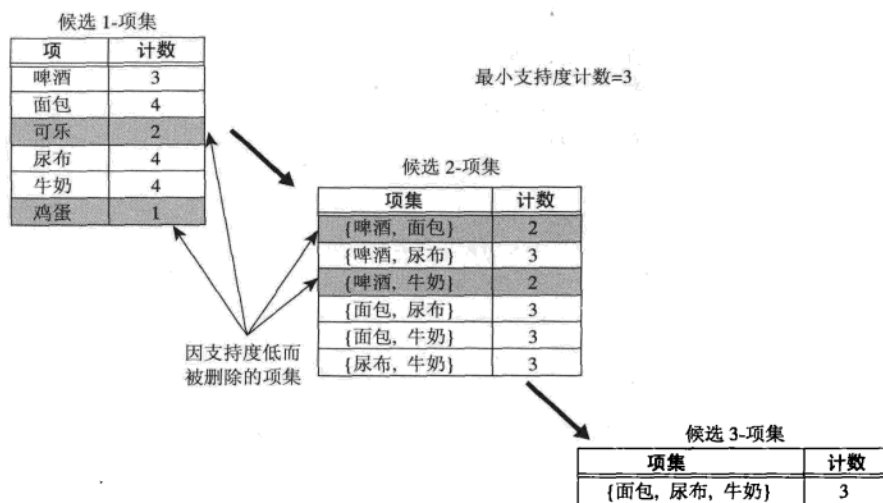 候选 1-项集
项 计数
啤酒 3
面包 4
可乐 2
尿布 4
牛奶 4
鸡蛋 1
最小支持度计数=3
候选 2-项集
项集 计数
{啤酒, 面包} 2
{啤酒, 尿布} 3
{啤酒, 牛奶} 2
{面包, 尿布} 3
{面包, 牛奶} 3
{尿布, 牛奶} 3
因支持度低而
被删除的项集
候选 3-项集
项集 计数
{面包, 尿布, 牛奶} 3